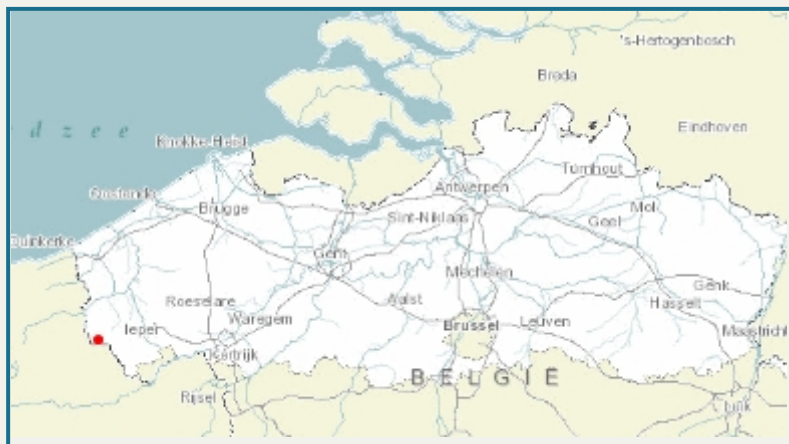 's-Hertogenbosch
Breda
d z e e
Eindhoven
Knokke-Heist
Turnhout
Antwerpen
Oostende
Brugge
Sint-Niklaas
Geel
Mol
Duinkerke
Gent
Mechelen
Genk
Roeselare
Aalst
Hasselt
Ieper
Waregem
Brussel
Leuven
Maastricht
Kortrijk
BELGIË
Rijsel
Luik